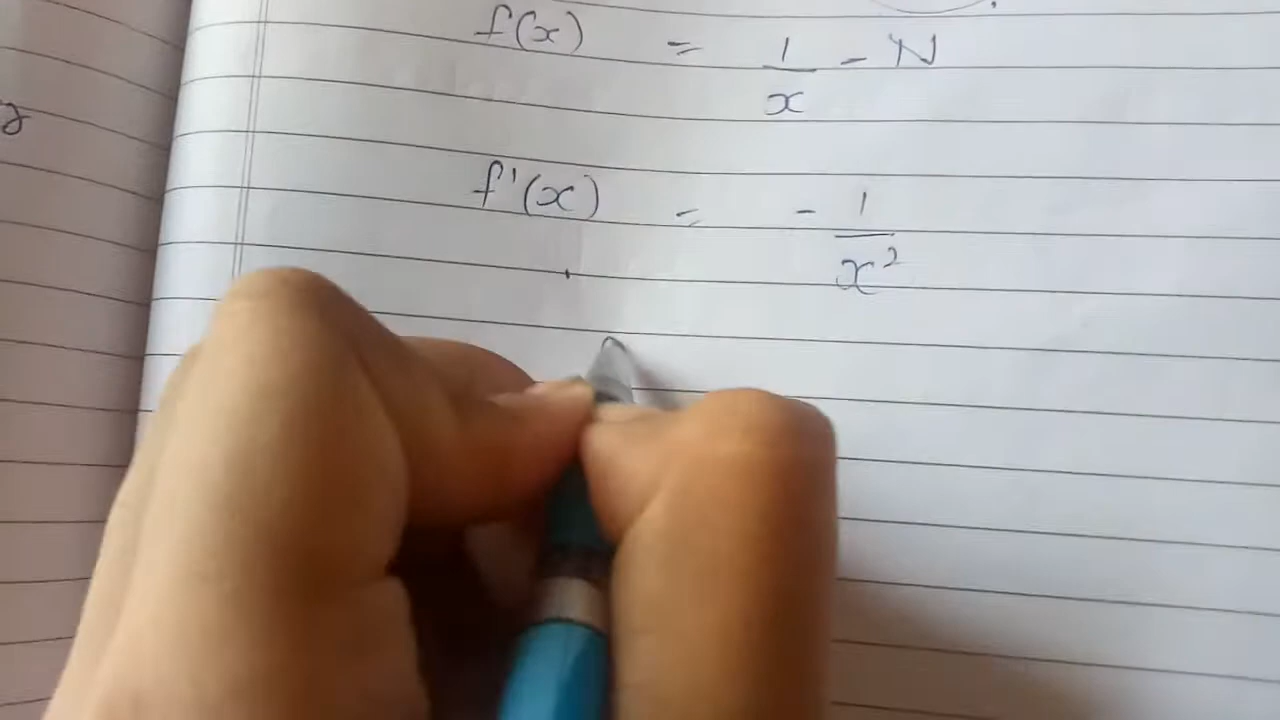 f(x) = 1/x - N
f'(x) = - 1/x²